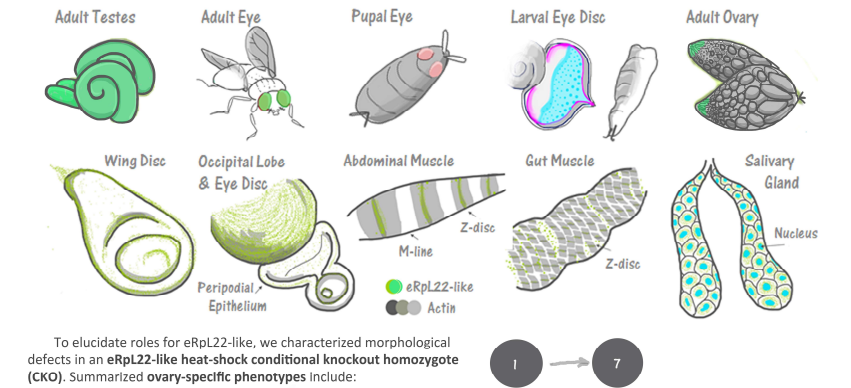 Adult Testes
Adult Eye
Pupal Eye
Larval Eye Disc
Adult Ovary
Wing Disc
Occipital Lobe
& Eye Disc
Peripodial
Epithelium
Abdominal Muscle
Z-disc
M-line
Gut Muscle
Z-disc
Salivary
Gland
Nucleus
eRpL22-like
Actin
To elucidate roles for eRpL22-like, we characterized morphological
defects in an eRpL22-like heat-shock conditional knockout homozygote
(CKO). Summarized ovary-specific phenotypes include:
1
7